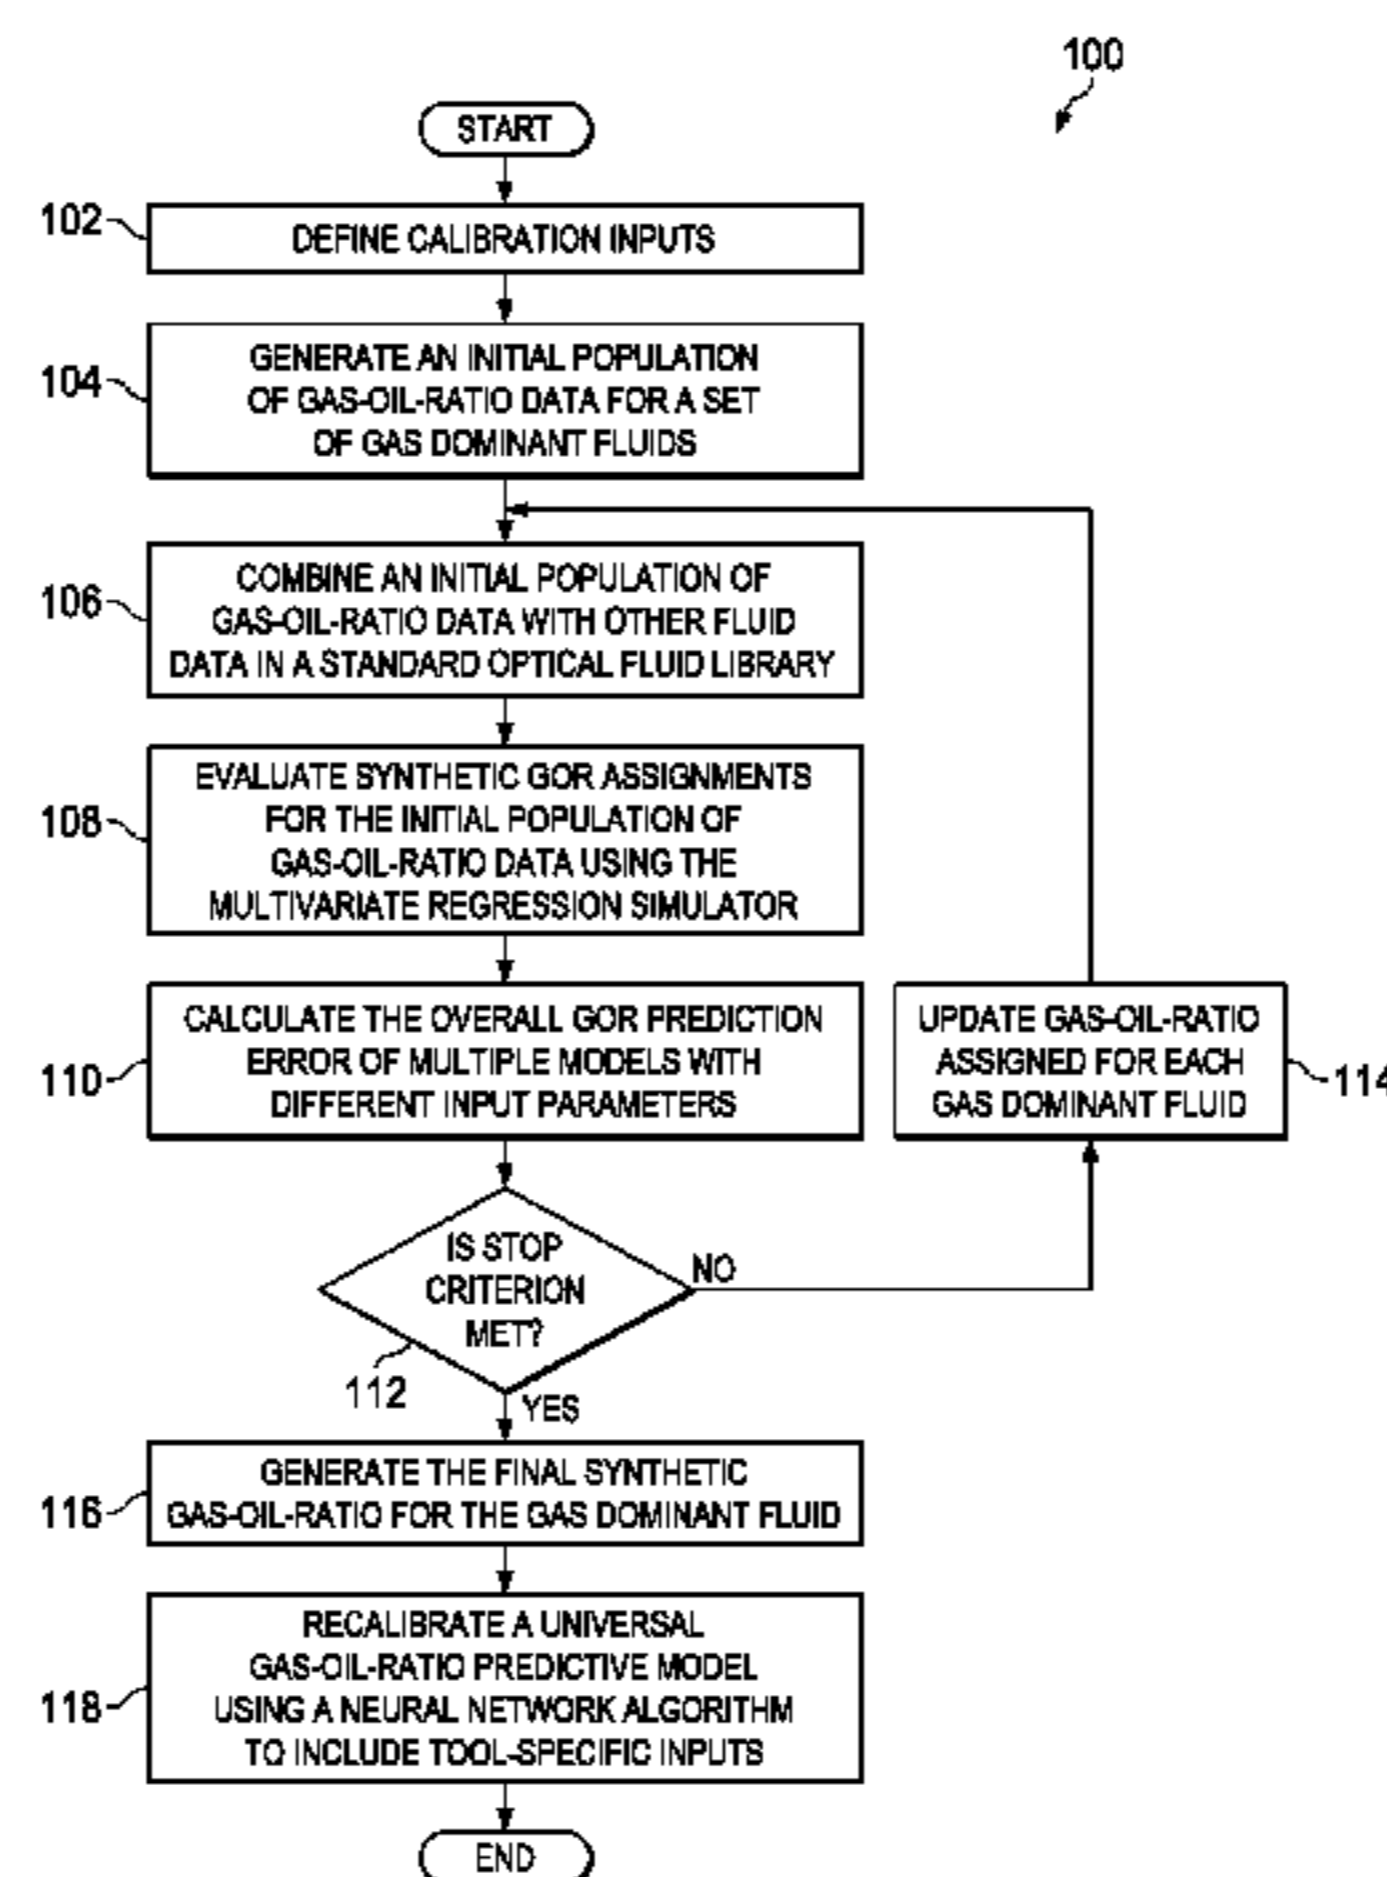 100
START
102
DEFINE CALIBRATION INPUTS
104
GENERATE AN INITIAL POPULATION
OF GAS-OIL-RATIO DATA FOR A SET
OF GAS DOMINANT FLUIDS
106
COMBINE AN INITIAL POPULATION OF
GAS-OIL-RATIO DATA WITH OTHER FLUID
DATA IN A STANDARD OPTICAL FLUID LIBRARY
108
EVALUATE SYNTHETIC GOR ASSIGNMENTS
FOR THE INITIAL POPULATION OF
GAS-OIL-RATIO DATA USING THE
MULTIVARIATE REGRESSION SIMULATOR
110
CALCULATE THE OVERALL GOR PREDICTION
ERROR OF MULTIPLE MODELS WITH
DIFFERENT INPUT PARAMETERS
UPDATE GAS-OIL-RATIO
ASSIGNED FOR EACH
GAS DOMINANT FLUID
114
IS STOP
CRITERION
MET?
NO
112
YES
116
GENERATE THE FINAL SYNTHETIC
GAS-OIL-RATIO FOR THE GAS DOMINANT FLUID
118
RECALIBRATE A UNIVERSAL
GAS-OIL-RATIO PREDICTIVE MODEL
USING A NEURAL NETWORK ALGORITHM
TO INCLUDE TOOL-SPECIFIC INPUTS
END